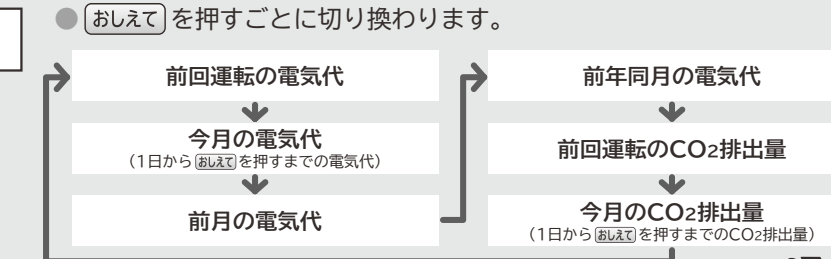 ●おしえてを押すごとに切り換わります。
前回運転の電気代
今月の電気代
（1日からおしえてを押すまでの電気代）
前月の電気代
前年同月の電気代
前回運転のCO2排出量
今月のCO2排出量
（1日からおしえてを押すまでのCO2排出量）